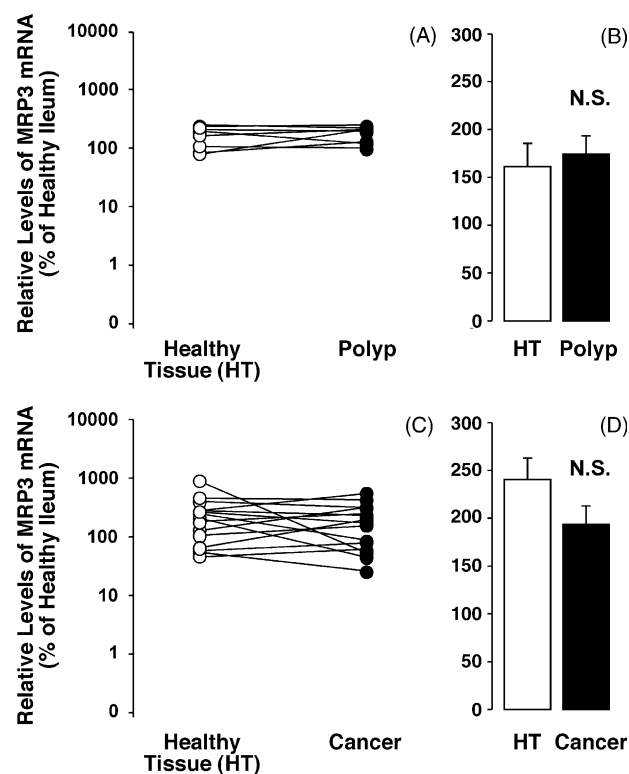 Relative Levels of MRP3 mRNA
(% of Healthy Ileum)
10000
1000
100
10
1
0
(A)
Healthy
Tissue (HT)
Polyp
300
250
200
150
100
50
0
(B)
N.S.
HT
Polyp
Relative Levels of MRP3 mRNA
(% of Healthy Ileum)
10000
1000
100
10
1
0
(C)
Healthy
Tissue (HT)
Cancer
300
250
200
150
100
50
0
(D)
N.S.
HT
Cancer